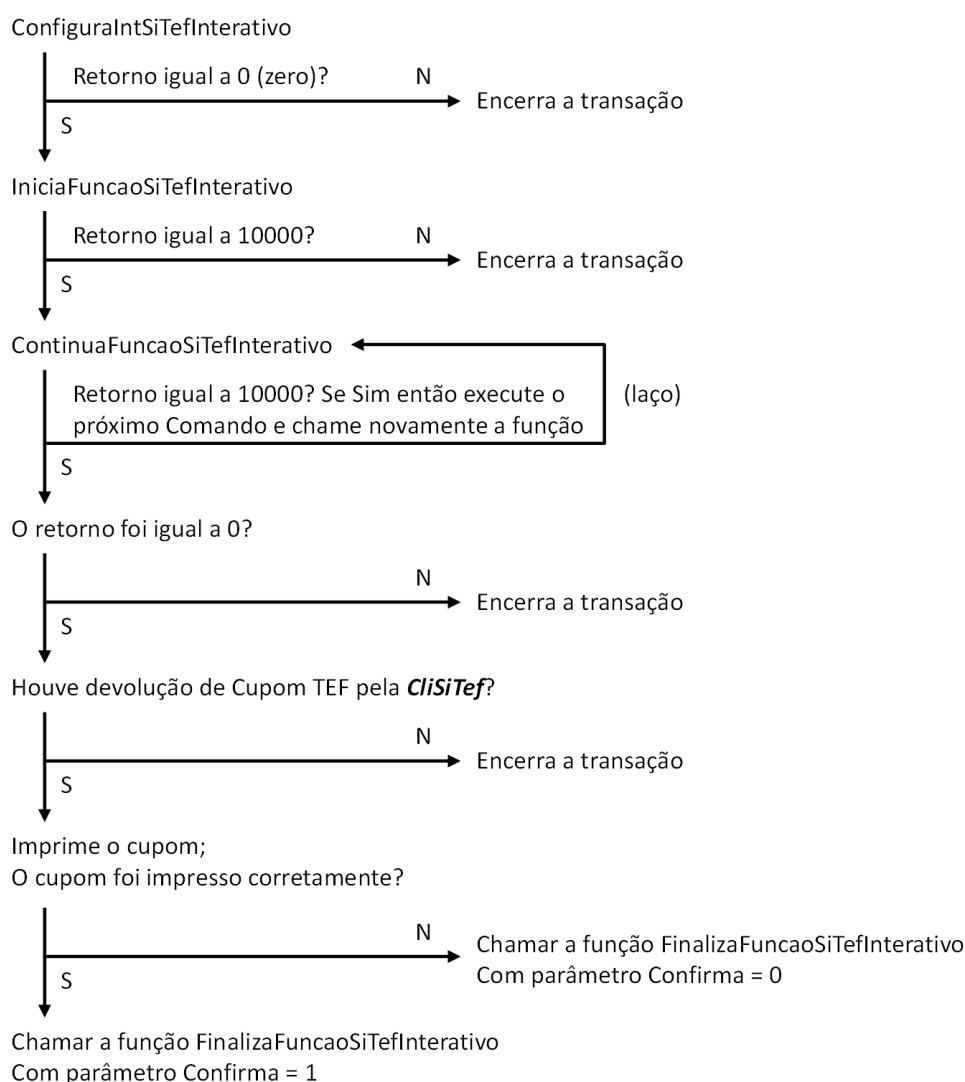 ConfiguraIntSiTefInterativo
Retorno igual a 0 (zero)?
N
Encerra a transação
S
IniciaFuncaoSiTefInterativo
Retorno igual a 10000?
N
Encerra a transação
S
ContinuaFuncaoSiTefInterativo
Retorno igual a 10000? Se Sim então execute o
próximo Comando e chame novamente a função
(laço)
S
O retorno foi igual a 0?
N
Encerra a transação
S
Houve devolução de Cupom TEF pela CliSiTef?
N
Encerra a transação
S
Imprime o cupom;
O cupom foi impresso corretamente?
N
Chamar a função FinalizaFuncaoSiTefInterativo
Com parâmetro Confirma = 0
S
Chamar a função FinalizaFuncaoSiTefInterativo
Com parâmetro Confirma = 1